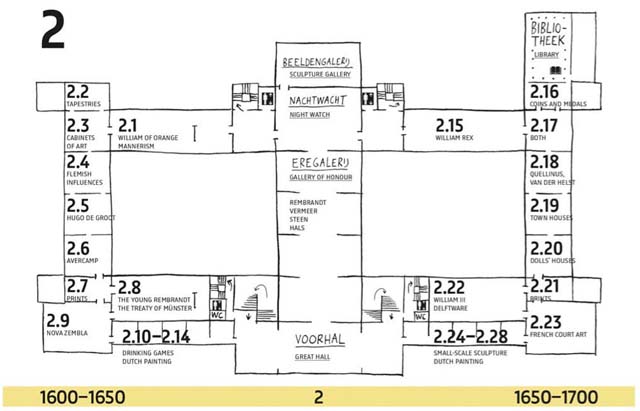 2
BIBLIO-
THEEK
LIBRARY
BEELDENGALERIJ
SCULPTURE GALLERY
NACHTWACHT
NIGHT WATCH
2.2
TAPESTRIES
2.16
COINS AND MEDALS
2.3
CABINETS
OF ART
2.1
WILLIAM OF ORANGE
MANNERISM
2.15
WILLIAM REX
2.17
BOTH
2.4
FLEMISH
INFLUENCES
EREGALERIJ
GALLERY OF HONOUR
2.18
QUELLINUS,
VAN DER HELST
REMBRANDT
VERMEER
STEEN
HALS
2.5
HUGO DE GROOT
2.19
TOWN HOUSES
2.6
AVERCAMP
2.20
DOLLS' HOUSES
2.7
PRINTS
2.8
THE YOUNG REMBRANDT
THE TREATY OF MÜNSTER
WC
WC
2.22
WILLIAM III
DELFTWARE
2.21
PRINTS
2.9
NOVA ZEMBLA
2.10–2.14
DRINKING GAMES
DUTCH PAINTING
VOORHAL
GREAT HALL
2.24–2.28
SMALL-SCALE SCULPTURE
DUTCH PAINTING
2.23
FRENCH COURT ART
1600–1650
2
1650–1700